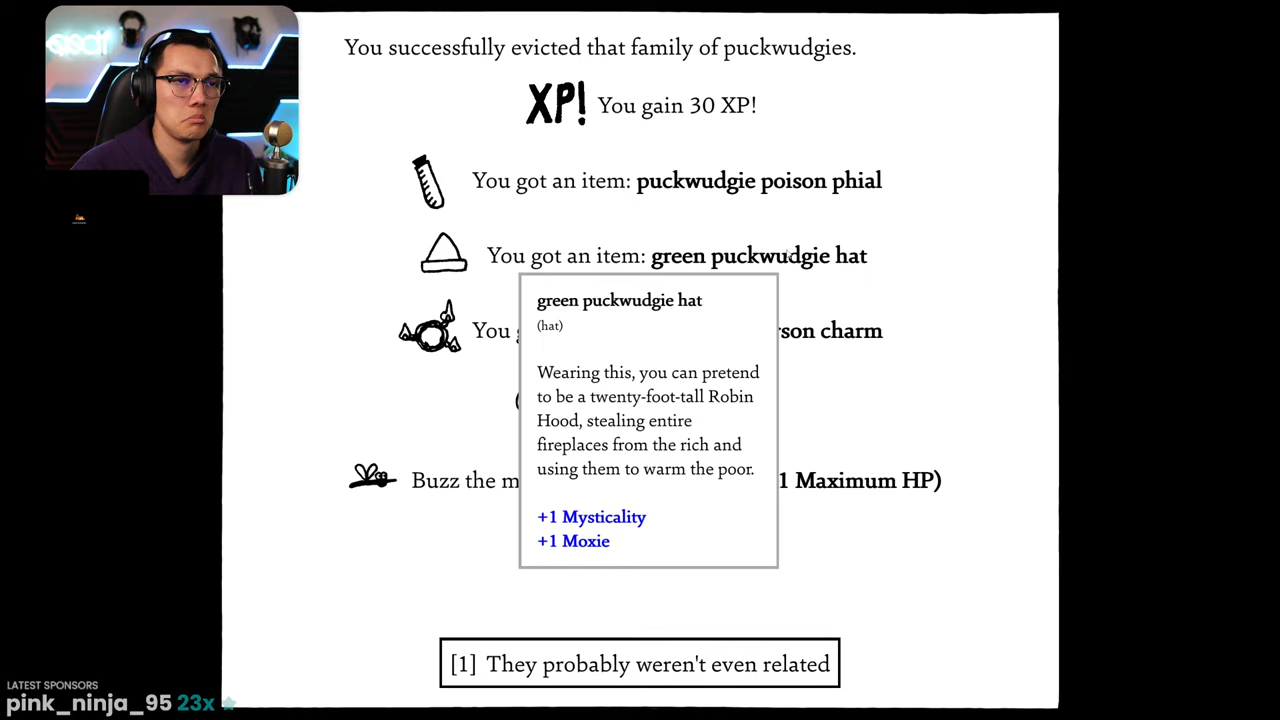 You successfully evicted that family of puckwudgies.
XP! You gain 30 XP!
You got an item: puckwudgie poison phial
You got an item: green puckwudgie hat
green puckwudgie hat
(hat)
You
charm
Wearing this, you can pretend
to be a twenty-foot-tall Robin
Hood, stealing entire
fireplaces from the rich and
using them to warm the poor.
(
Buzz the
1 Maximum HP)
+1 Mysticality
+1 Moxie
[1] They probably weren't even related
LATEST SPONSORS
pink_ninja_95 23x